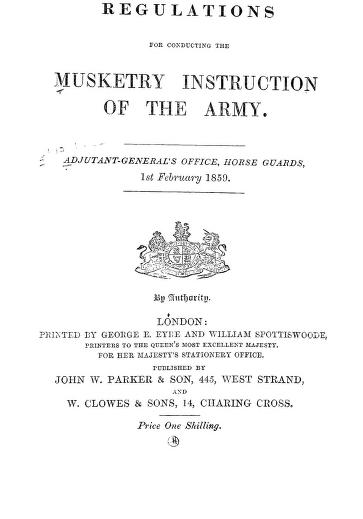 REGULATIONS
FOR CONDUCTING THE
MUSKETRY INSTRUCTION
OF THE ARMY.
ADJUTANT-GENERAL'S OFFICE, HORSE GUARDS,
1st February 1859.
By Authority.
LONDON:
PRINTED BY GEORGE E. EYRE AND WILLIAM SPOTTISWOODE,
PRINTERS TO THE QUEEN'S MOST EXCELLENT MAJESTY.
FOR HER MAJESTY'S STATIONERY OFFICE.
PUBLISHED BY
JOHN W. PARKER & SON, 445, WEST STRAND,
AND
W. CLOWES & SONS, 14, CHARING CROSS.
Price One Shilling.